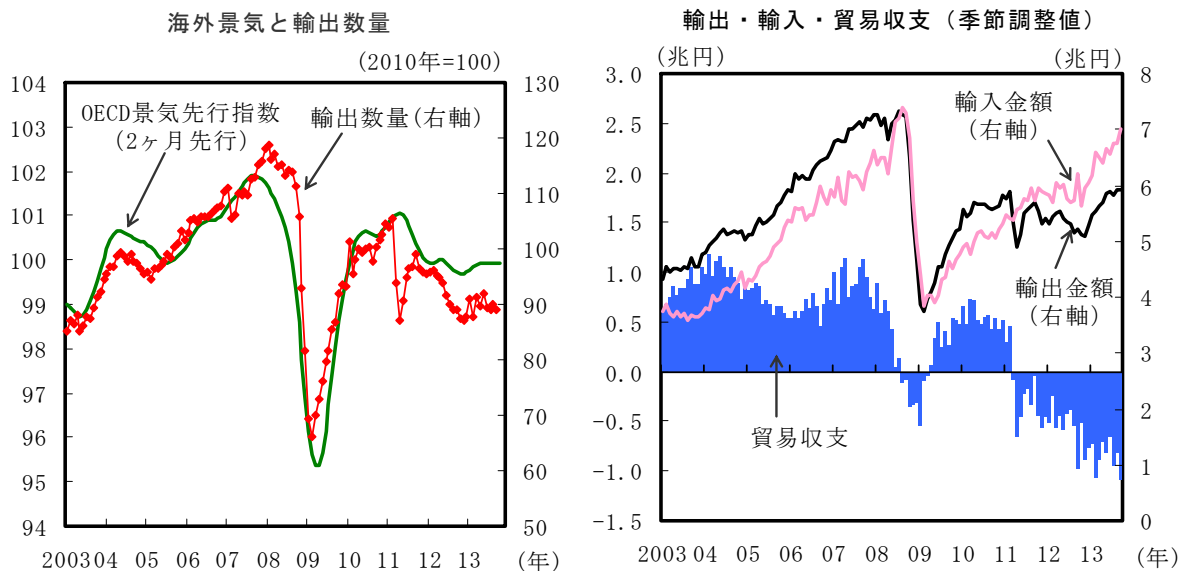 海外景気と輸出数量
(2010年=100)
104
103
102
101
100
99
98
97
96
95
94
130
120
110
100
90
80
70
60
50
OECD景気先行指数
(2ヶ月先行)
輸出数量(右軸)
2003 04 05 06 07 08 09 10 11 12 13 (年)
輸出・輸入・貿易収支（季節調整値）
(兆円)
(兆円)
3.0
2.5
2.0
1.5
1.0
0.5
0.0
-0.5
-1.0
-1.5
8
7
6
5
4
3
2
1
0
輸入金額
(右軸)
輸出金額
(右軸)
貿易収支
2003 04 05 06 07 08 09 10 11 12 13 (年)